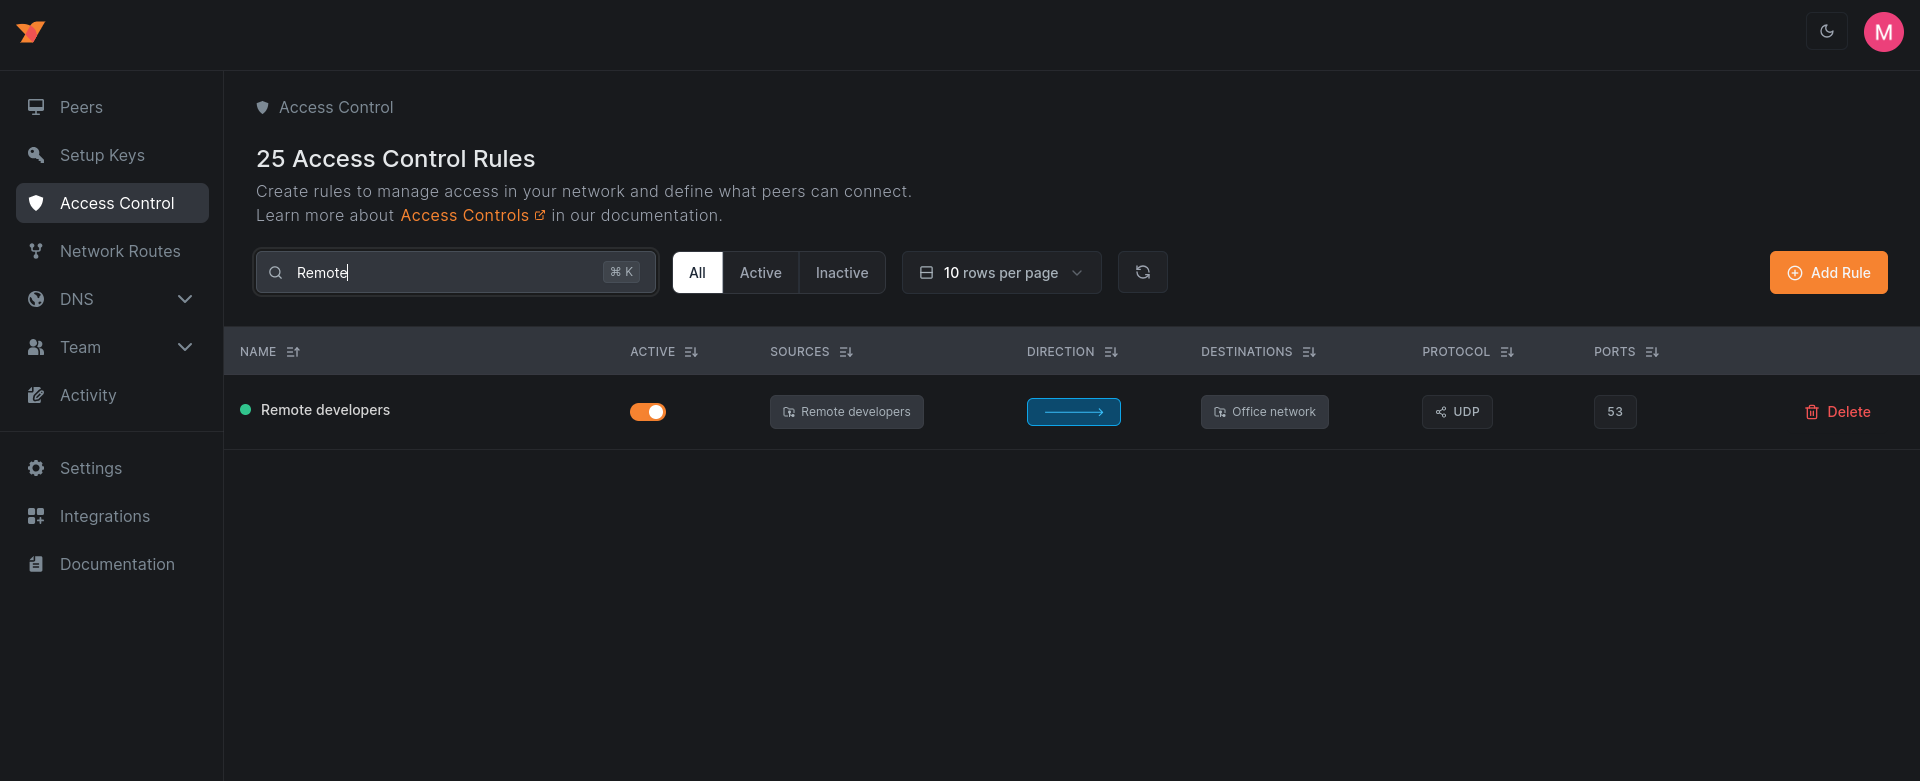 M
Peers
Setup Keys
Access Control
Network Routes
DNS
Team
Activity
Settings
Integrations
Documentation
Access Control
25 Access Control Rules
Create rules to manage access in your network and define what peers can connect.
Learn more about Access Controls in our documentation.
Remote ⌘ K All Active Inactive 10 rows per page Add Rule
NAME ACTIVE SOURCES DIRECTION DESTINATIONS PROTOCOL PORTS
Remote developers Remote developers Office network UDP 53 Delete